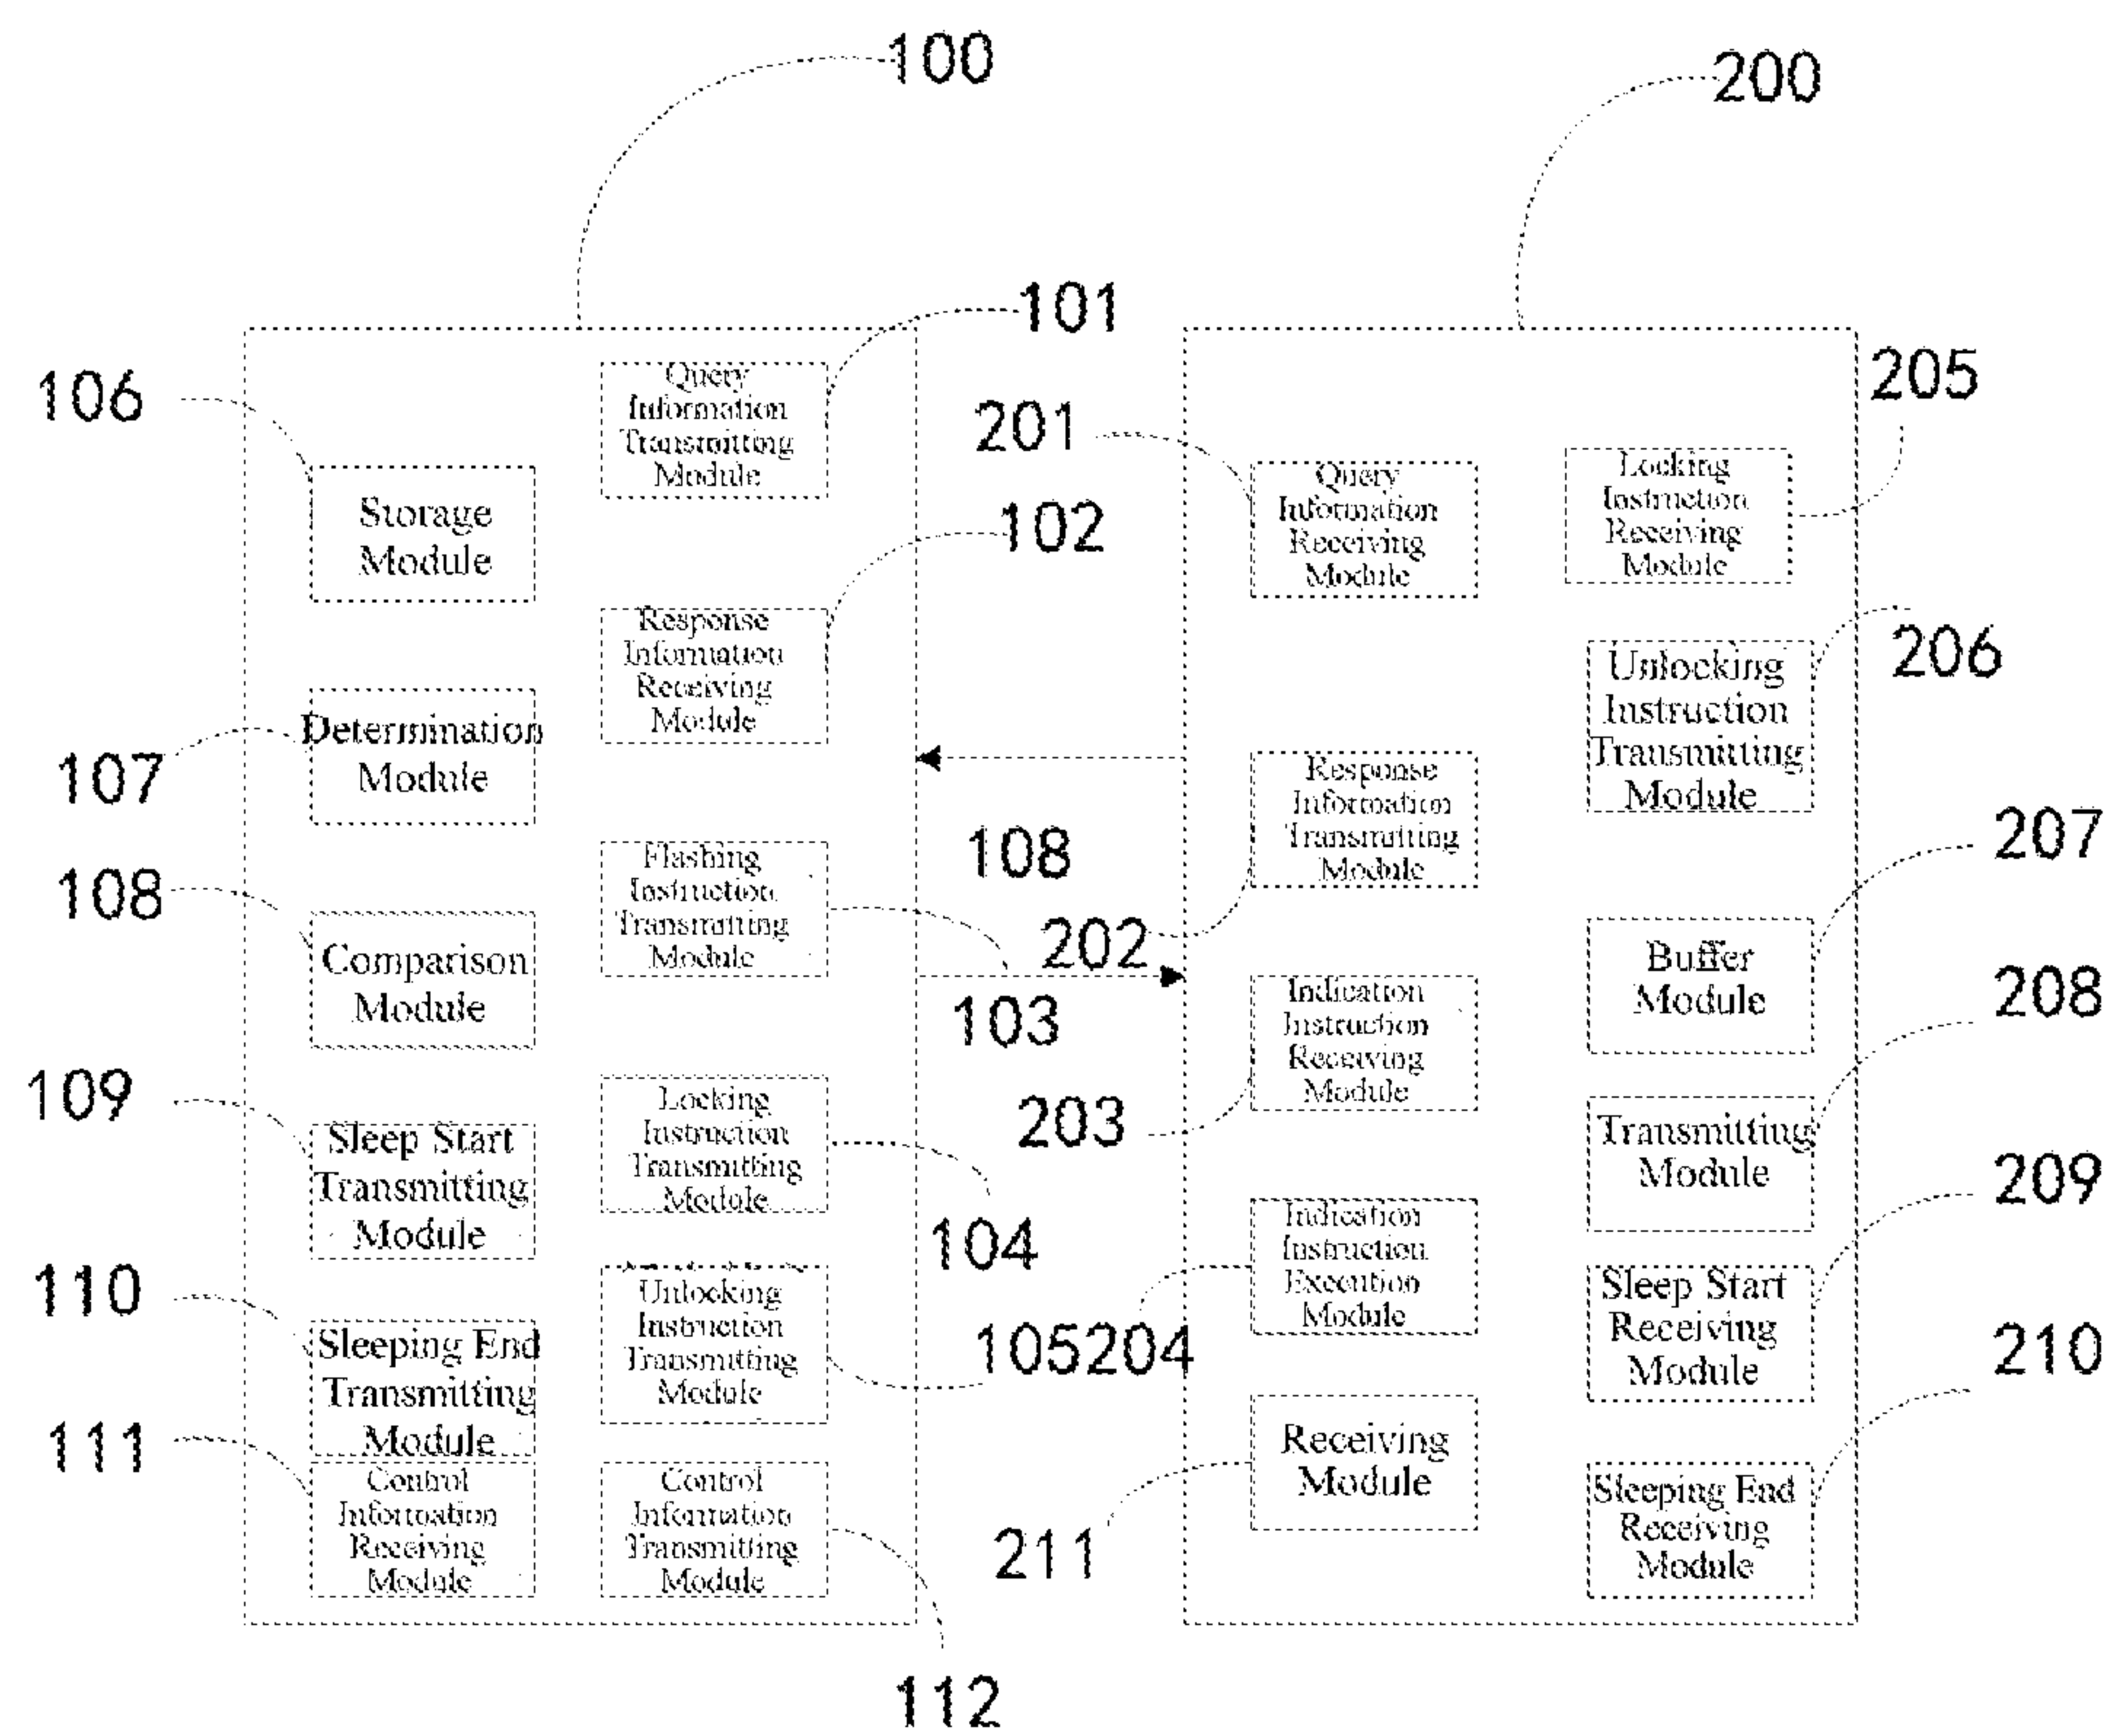 100
200
101
106
Query
Information
Transmitting
Module
205
201
Storage
Module
Query
Information
Receiving
Module
Locking
Instruction
Receiving
Module
102
Response
Information
Receiving
Module
206
Unlocking
Instruction
Transmitting
Module
107
Determination
Module
Response
Information
Transmitting
Module
108
Flashing
Instruction
Transmitting
Module
108
207
202
Comparison
Module
Buffer
Module
103
208
Indication
Instruction
Receiving
Module
109
Locking
Instruction
Transmitting
Module
203
Transmitting
Module
Sleep Start
Transmitting
Module
209
104
Indication
Instruction
Execution
Module
110
Unlocking
Instruction
Transmitting
Module
105204
Sleep Start
Receiving
Module
210
Sleeping End
Transmitting
Module
111
Receiving
Module
Control
Information
Receiving
Module
Control
Information
Transmitting
Module
211
Sleeping End
Receiving
Module
112